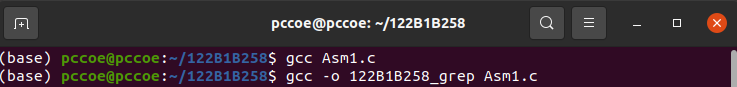 pccoe@pccoe: ~/122B1B258
(base) pccoe@pccoe:~/122B1B258$ gcc Asm1.c
(base) pccoe@pccoe:~/122B1B258$ gcc -o 122B1B258_grep Asm1.c